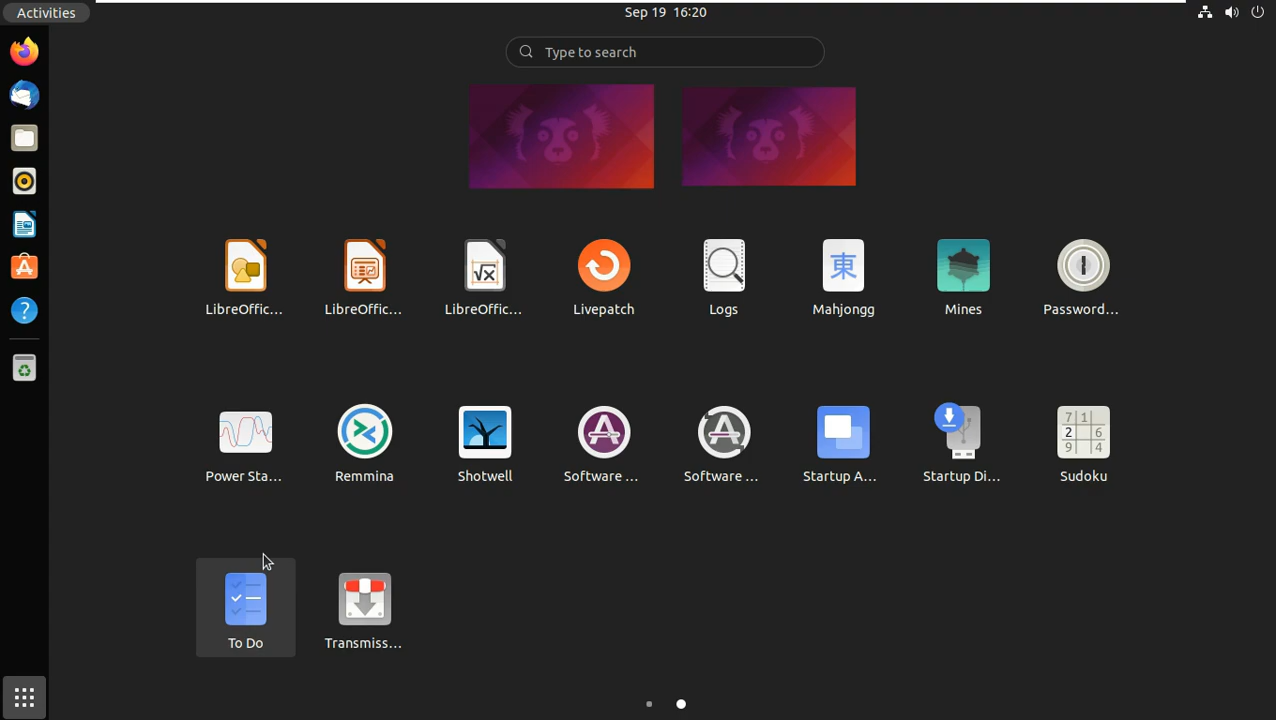 Activities
Sep 19 16:20
Type to search
LibreOffic...
LibreOffic...
LibreOffic...
Livepatch
Logs
Mahjongg
Mines
Password...
Power Sta...
Remmina
Shotwell
Software ...
Software ...
Startup A...
Startup Di...
Sudoku
To Do
Transmiss...